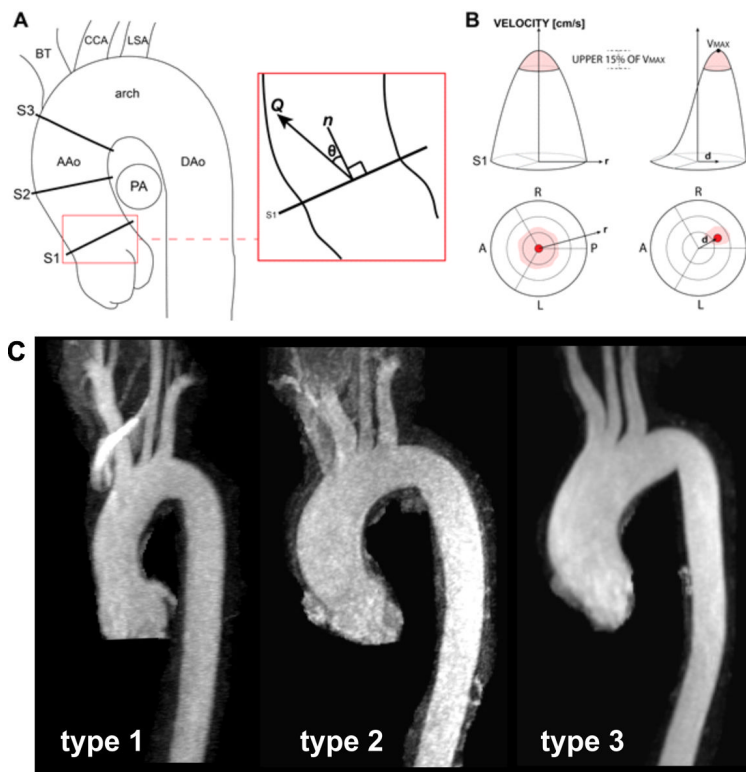 A
BT
CCA
LSA
arch
S3
AAo
DAo
S2
PA
S1
Q
n
θ
S1
B
VELOCITY [cm/s]
UPPER 15% OF VMAX
VMAX
S1
r
d
R
R
r
A
P
A
d
L
L
C
type 1
type 2
type 3